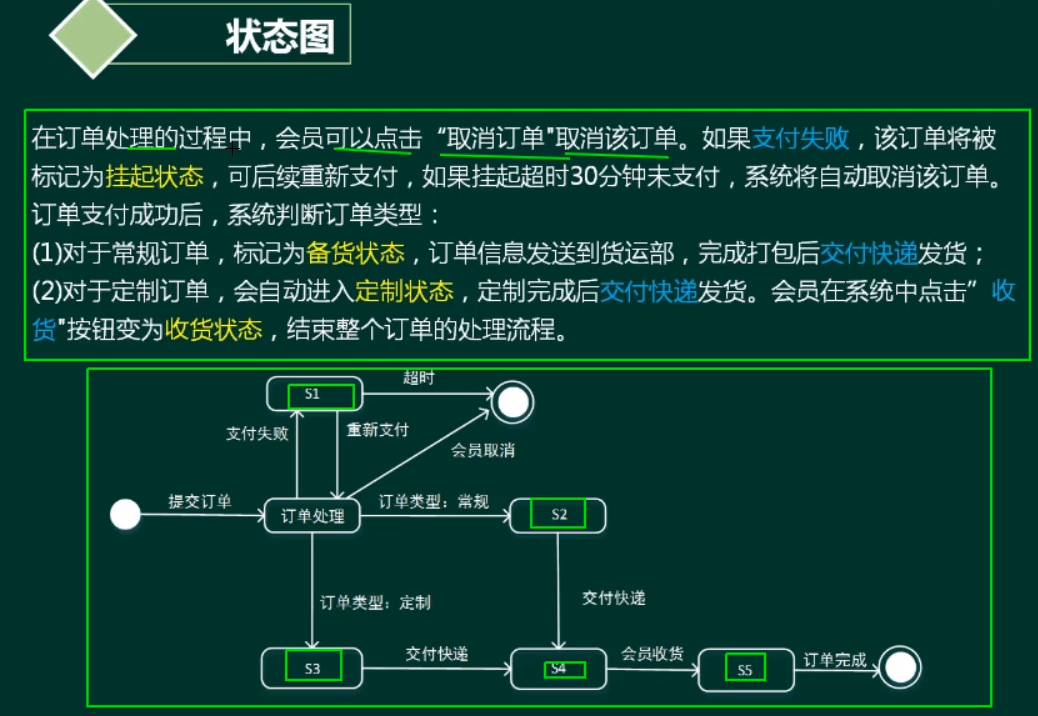 状态图
在订单处理的过程中，会员可以点击“取消订单"取消该订单。如果支付失败，该订单将被
标记为挂起状态，可后续重新支付，如果挂起超时30分钟未支付，系统将自动取消该订单。
订单支付成功后，系统判断订单类型：
(1)对于常规订单，标记为备货状态，订单信息发送到货运部，完成打包后交付快递发货；
(2)对于定制订单，会自动进入定制状态，定制完成后交付快递发货。会员在系统中点击”收
货"按钮变为收货状态，结束整个订单的处理流程。
超时
S1
支付失败
重新支付
会员取消
提交订单
订单处理
订单类型：常规
S2
订单类型：定制
交付快递
S3
交付快递
S4
会员收货
S5
订单完成